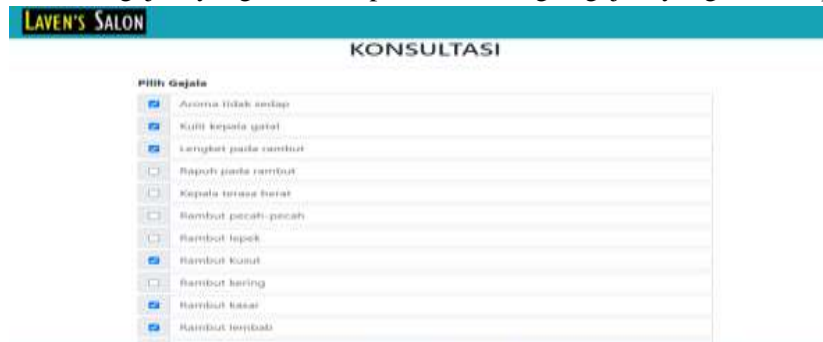 LAVEN'S SALON
KONSULTASI
Pilih Gejala
Aroma tidak sedap
Kulit kepala gatal
Lengket pada rambut
Rapuh pada rambut
Kepala terasa berat
Rambut pecah-pecah
Rambut lepek
Rambut kusut
Rambut kering
Rambut kasar
Rambut lembab